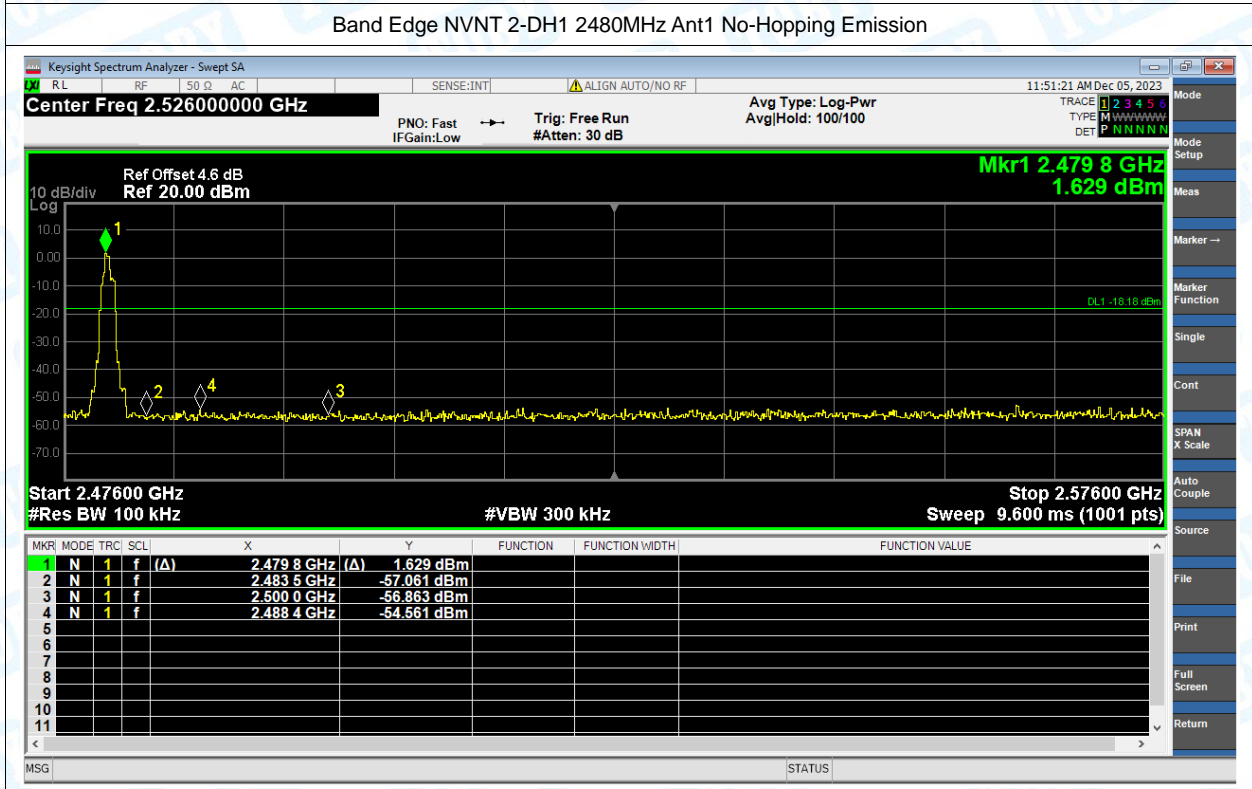 Band Edge NVNT 2-DH1 2480MHz Ant1 No-Hopping Emission
Keysight Spectrum Analyzer - Swept SA
LXI RL RF 50 Ω AC SENSE:INT ALIGN AUTO/NO RF 11:51:21 AM Dec 05, 2023
Center Freq 2.526000000 GHz
PNO: Fast
IFGain:Low
Trig: Free Run
#Atten: 30 dB
Avg Type: Log-Pwr
Avg|Hold: 100/100
TRACE 1 2 3 4 5 6
TYPE M WWWWW
DET P N N N N N
Ref Offset 4.6 dB
10 dB/div Ref 20.00 dBm
Log
Mkr1 2.479 8 GHz
1.629 dBm
10.0
0.00
-10.0
-20.0
-30.0
-40.0
-50.0
-60.0
-70.0
1
2
4
3
DL1 -18.18 dBm
Start 2.47600 GHz Stop 2.57600 GHz
#Res BW 100 kHz #VBW 300 kHz Sweep 9.600 ms (1001 pts)
MKR MODE TRC SCL X Y FUNCTION FUNCTION WIDTH FUNCTION VALUE
1 N 1 f (Δ) 2.479 8 GHz (Δ) 1.629 dBm
2 N 1 f 2.483 5 GHz -57.061 dBm
3 N 1 f 2.500 0 GHz -56.863 dBm
4 N 1 f 2.488 4 GHz -54.561 dBm
5
6
7
8
9
10
11
MSG STATUS
Mode
Mode Setup
Meas
Marker →
Marker Function
Single
Cont
SPAN X Scale
Auto Couple
Source
File
Print
Full Screen
Return